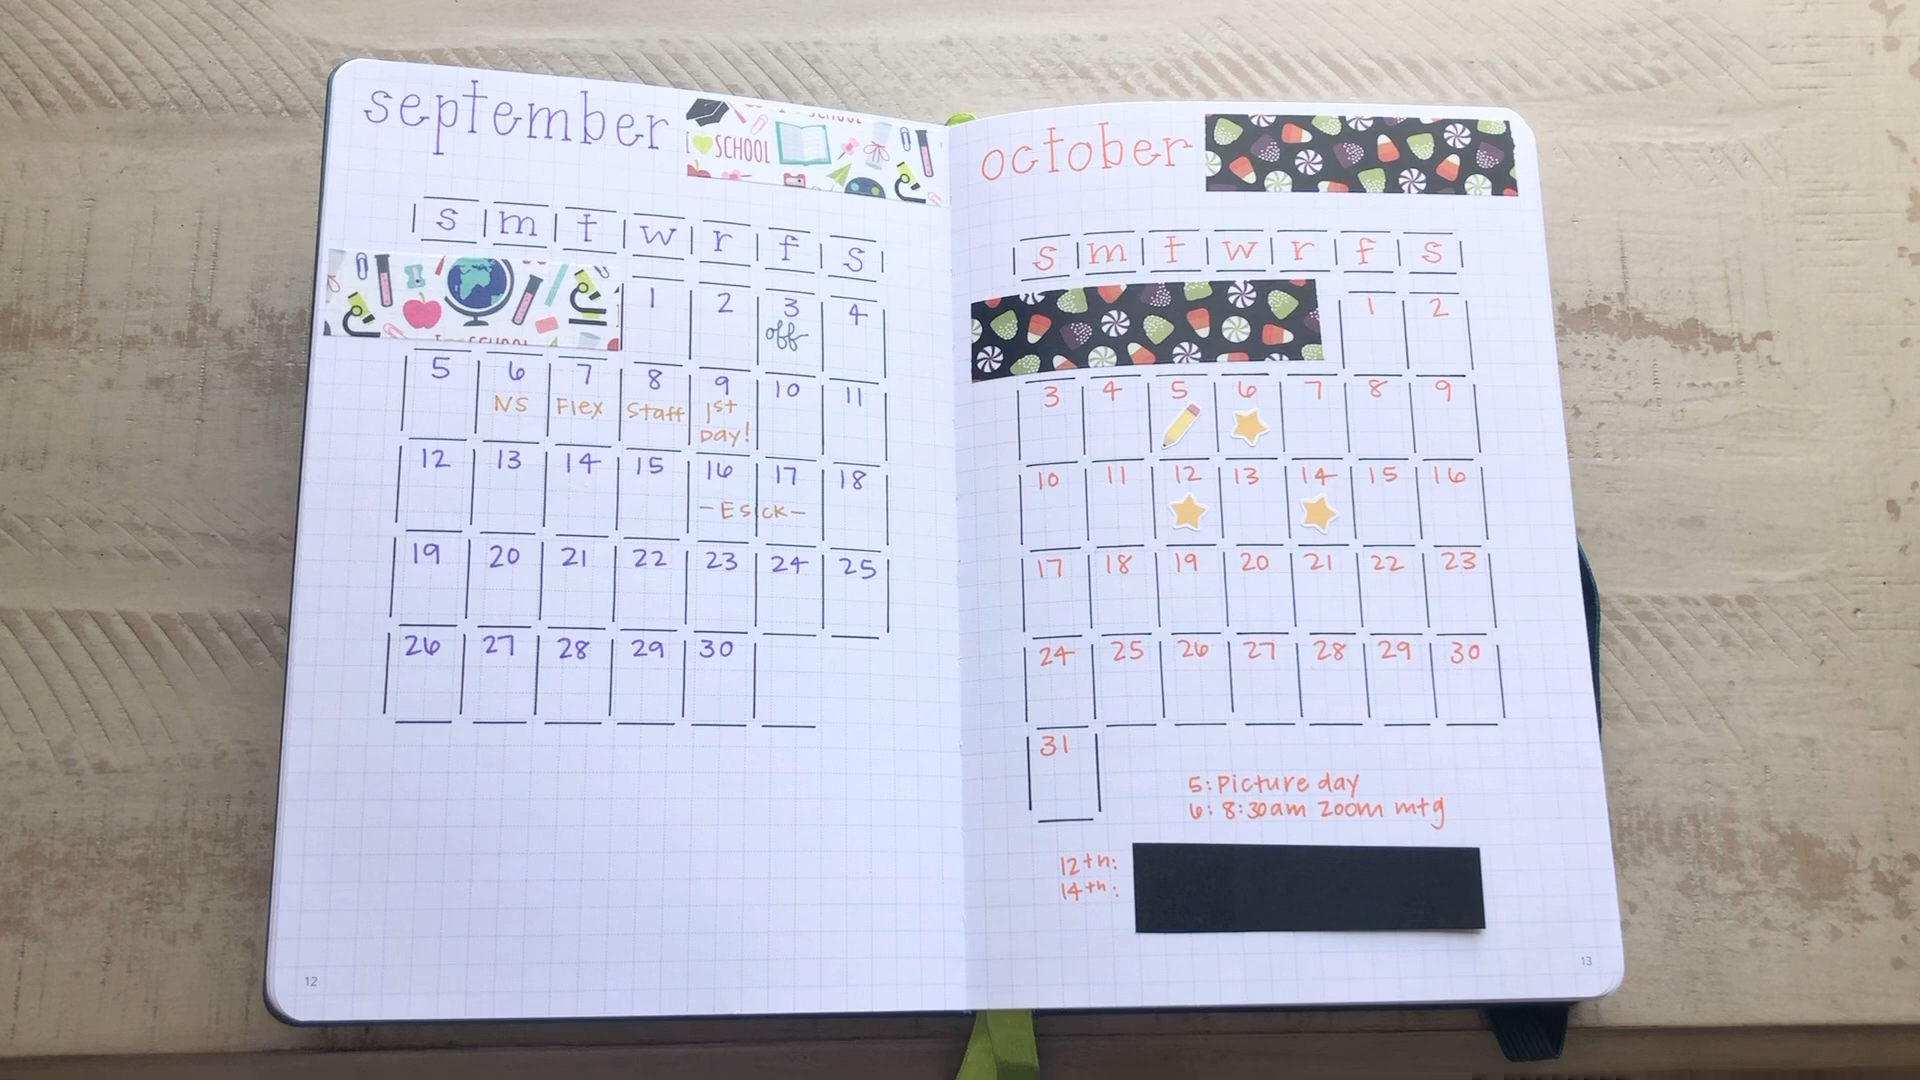 september
I SCHOOL
s m t w r f s
1 2 3 4
off
5 6 7 8 9 10 11
NS Flex Staff 1st
Day!
12 13 14 15 16 17 18
- E sick -
19 20 21 22 23 24 25
26 27 28 29 30
12
october
s m t w r f s
1 2
3 4 5 6 7 8 9
10 11 12 13 14 15 16
17 18 19 20 21 22 23
24 25 26 27 28 29 30
31
5: Picture day
6: 8:30am Zoom mtg
12th:
14th:
13